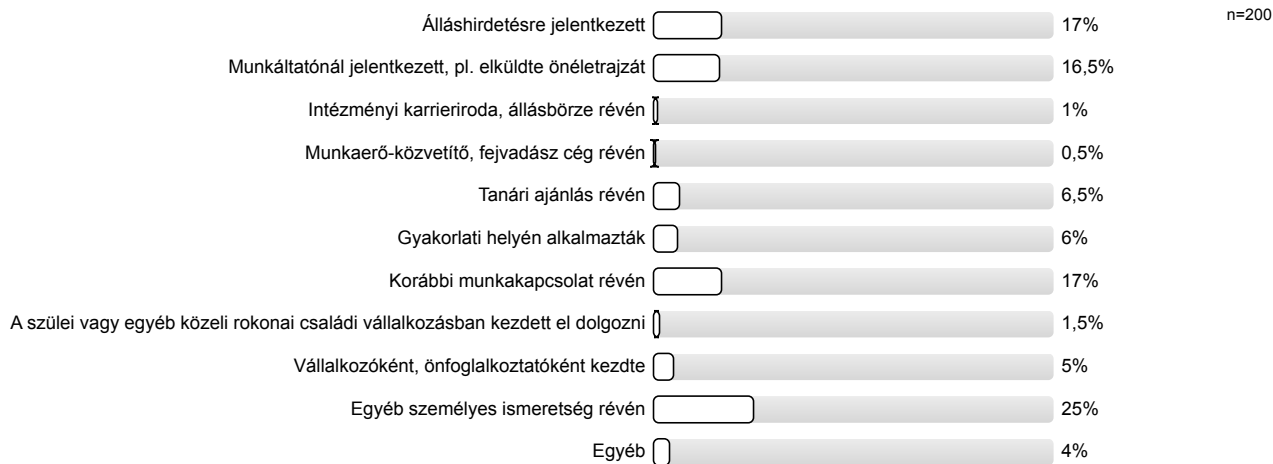 Álláshirdetésre jelentkezett 17% n=200
Munkáltatónál jelentkezett, pl. elküldte önéletrajzát 16,5%
Intézményi karrieriroda, állásbörze révén 1%
Munkaerő-közvetítő, fejvadász cég révén 0,5%
Tanári ajánlás révén 6,5%
Gyakorlati helyén alkalmazták 6%
Korábbi munkakapcsolat révén 17%
A szülei vagy egyéb közeli rokonai családi vállalkozásban kezdett el dolgozni 1,5%
Vállalkozóként, önfoglalkoztatóként kezdte 5%
Egyéb személyes ismeretség révén 25%
Egyéb 4%